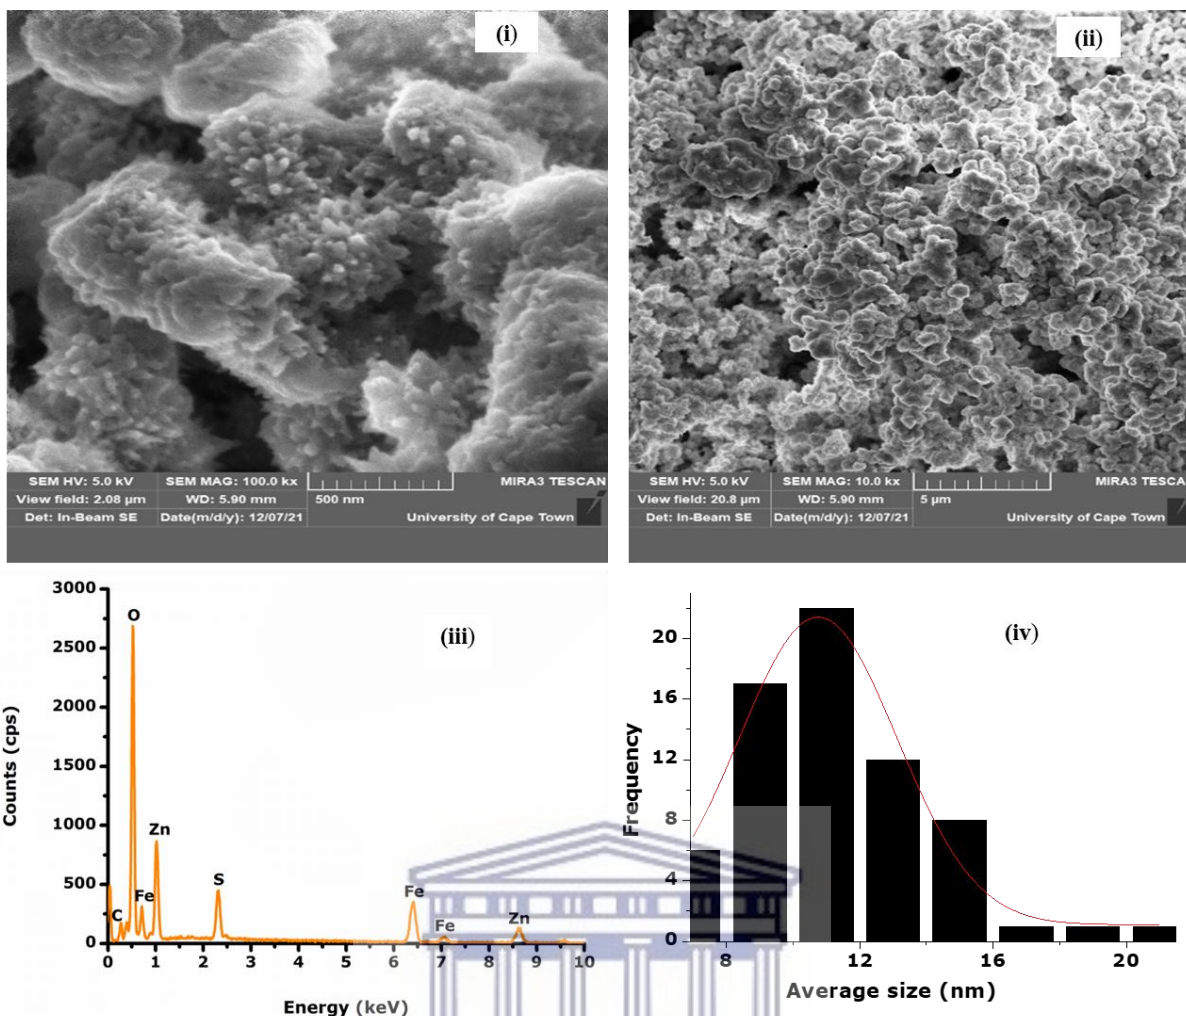 (i)
SEM HV: 5.0 kV SEM MAG: 100.0 kx MIRA3 TESCAN
View field: 2.08 µm WD: 5.90 mm 500 nm
Det: In-Beam SE Date(m/d/y): 12/07/21 University of Cape Town
(ii)
SEM HV: 5.0 kV SEM MAG: 10.0 kx MIRA3 TESCA
View field: 20.8 µm WD: 5.90 mm 5 µm
Det: In-Beam SE Date(m/d/y): 12/07/21 University of Cape Town
(iii)
Counts (cps)
3000
2500
2000
1500
1000
500
0
O
Zn
Fe
C
S
Fe
Fe
Zn
0 1 2 3 4 5 6 7 8 9 10
Energy (keV)
(iv)
Frequency
20
16
12
8
4
0
8 12 16 20
Average size (nm)